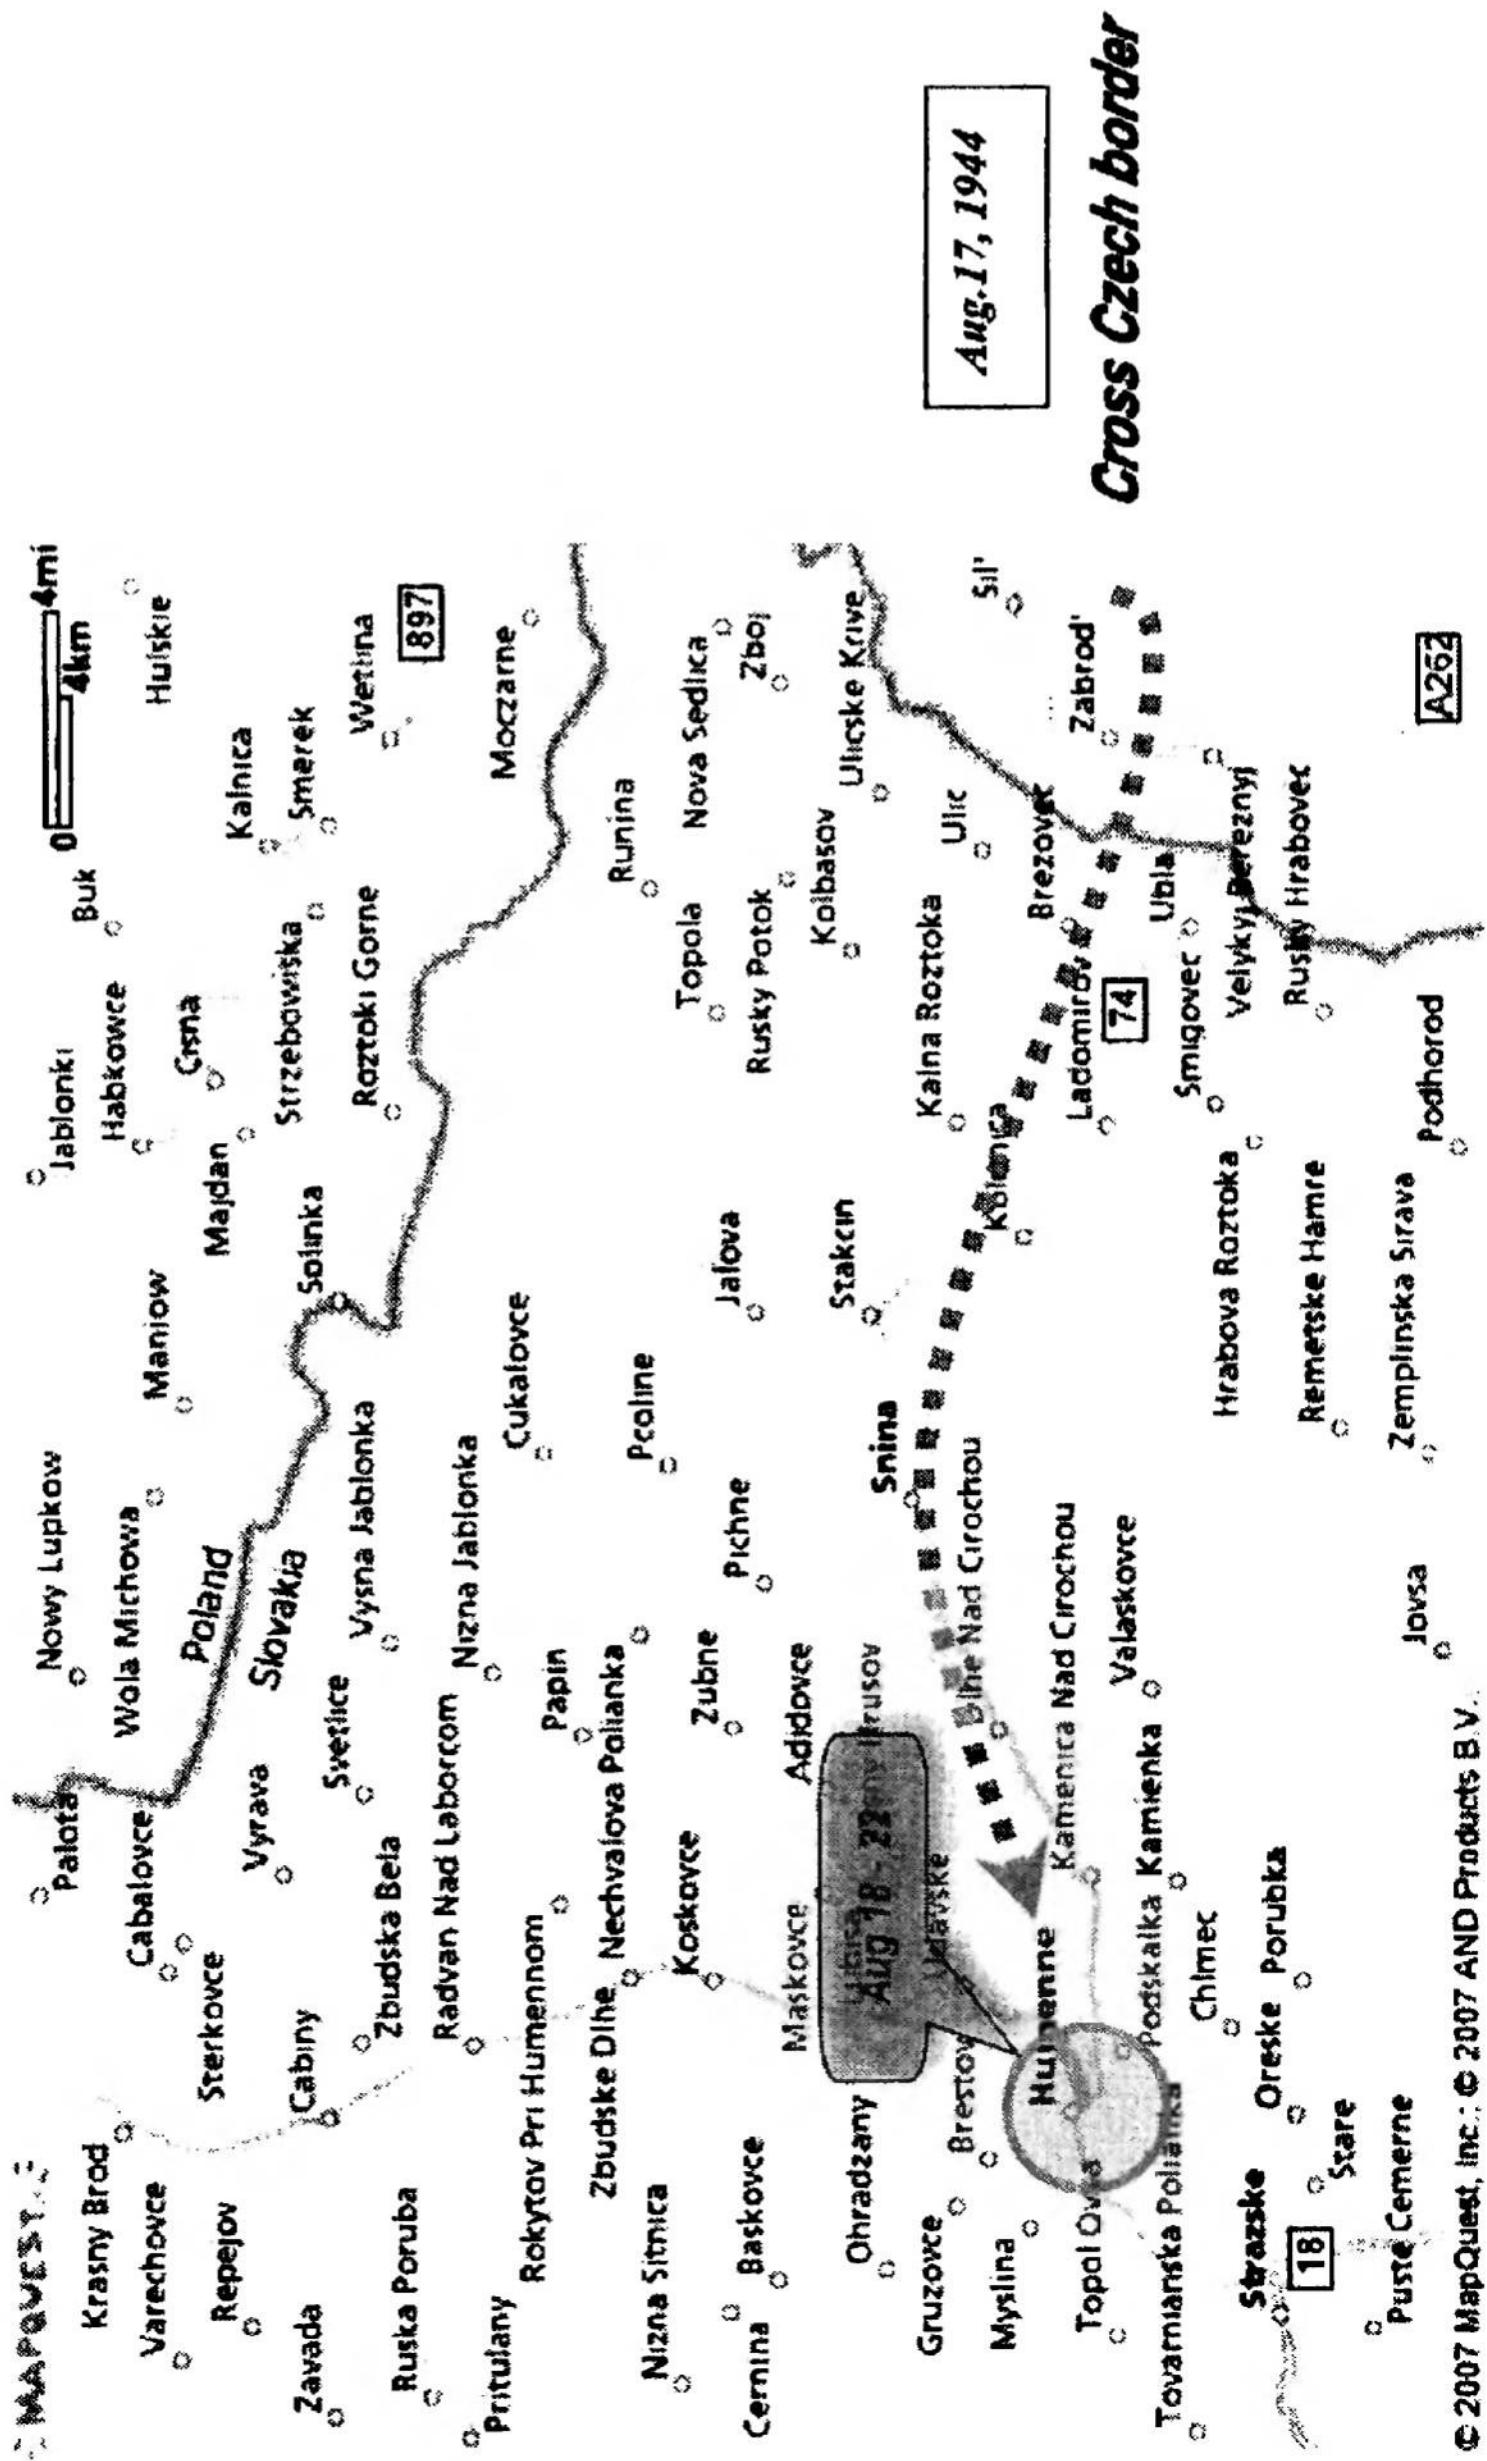 MAPQUEST
0
4mi
4km
Palota
Nowy Lupkow
Jablonki
Buk
Krasny Brod
Cabalovce
Wola Michowa
Maniow
Habkowce
Huiskie
Varechovce
Sterkovce
Poland
Majdan
Cisna
Kalnica
Repejov
Vyrava
Slovakia
Solinka
Strzebowiska
Smerek
Zavada
Cabiny
Svetlice
Vysna Jablonka
Roztoki Gorne
Wetlina
Zbudska Bela
897
Ruska Poruba
Radvan Nad Laborcom
Nizna Jablonka
Cukalovce
Moczarne
Pritulany
Rokytov Pri Humennom
Papin
Zbudske Dlhe
Nechvalova Polianka
Pcoline
Runina
Nizna Sitnica
Koskovce
Zubne
Jalova
Topola
Nova Sedlica
Cernina
Baskovce
Pichne
Rusky Potok
Zboj
Maskovce
Adidovce
Stakcin
Kolbasov
Ulicske Krive
Ohradzany
Aug 18 - 22
Snina
Gruzovce
Brestov
Udavske
Dlhe Nad Cirochou
Kalna Roztoka
Ulic
Sil'
Aug.17, 1944
Myslina
Humenne
Kolonica
Brezovec
Topol Ovka
Kamenica Nad Cirochou
Ladomirov
Zabrod'
Cross Czech border
Podskalka
Kamienka
Valaskovce
74
Ubla
Tovarnianska Polianka
Chlmec
Smigovec
Velykyj Bereznyj
Strazske
Oreske
Porubka
Hrabova Roztoka
Rusky Hrabovec
18
Stare
Remetske Hamre
Puste Cemerne
Jovsa
Zemplinska Sirava
Podhorod
A262
© 2007 MapQuest, Inc.: © 2007 AND Products B.V.